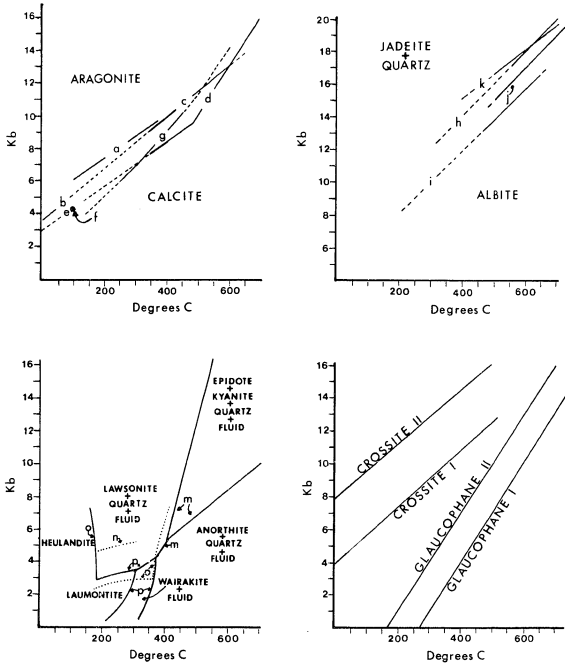 16
14
12
10
8
6
4
2
Kb
ARAGONITE
CALCITE
a
b
c
d
e
f
g
200
400
600
Degrees C
20
18
16
14
12
10
8
6
Kb
JADEITE
+
QUARTZ
ALBITE
k
h
j
i
200
400
600
Degrees C
16
14
12
10
8
6
4
2
Kb
EPIDOTE
+
KYANITE
+
QUARTZ
+
FLUID
LAWSONITE
+
QUARTZ
+
FLUID
m
ANORTHITE
+
QUARTZ
+
FLUID
HEULANDITE
n
m
LAUMONTITE
WAIRAKITE
+
FLUID
200
400
600
Degrees C
16
14
12
10
8
6
4
2
Kb
CROSSITE II
CROSSITE I
GLAUCOPHANE II
GLAUCOPHANE I
200
400
600
Degrees C